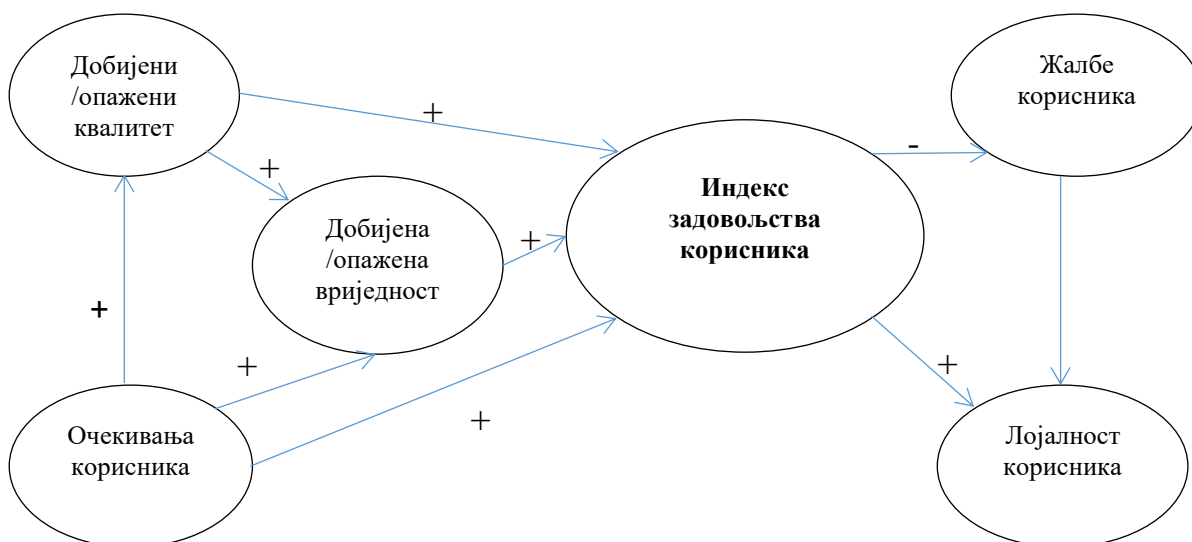 Добијени
/опажени
квалитет
+
+
Добијена
/опажена
вриједност
+
+
+
Очекивања
корисника
+
Индекс
задовољства
корисника
-
Жалбе
корисника
+
Лојалност
корисника